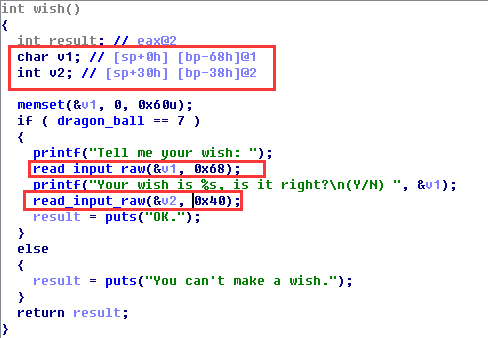 int wish()
{
  int result; // eax@2
  char v1; // [sp+0h] [bp-68h]@1
  int v2; // [sp+30h] [bp-38h]@2

  memset(&v1, 0, 0x60u);
  if ( dragon_ball == 7 )
  {
    printf("Tell me your wish: ");
    read_input_raw(&v1, 0x68);
    printf("Your wish is %s, is it right?\n(Y/N) ", &v1);
    read_input_raw(&v2, 0x40);
    result = puts("OK.");
  }
  else
  {
    result = puts("You can't make a wish.");
  }
  return result;
}